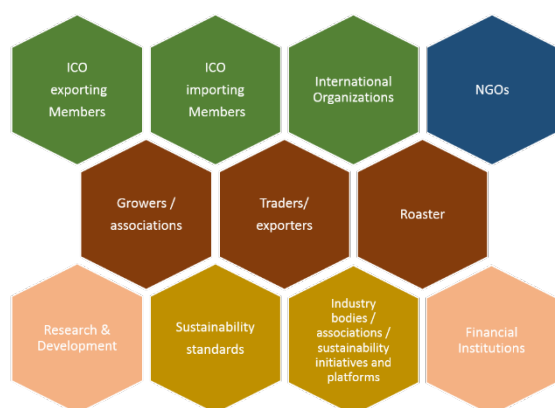 ICO
exporting
Members
ICO
importing
Members
International
Organizations
NGOs
Growers /
associations
Traders/
exporters
Roaster
Research &
Development
Sustainability
standards
Industry
bodies /
associations /
sustainability
initiatives and
platforms
Financial
Institutions